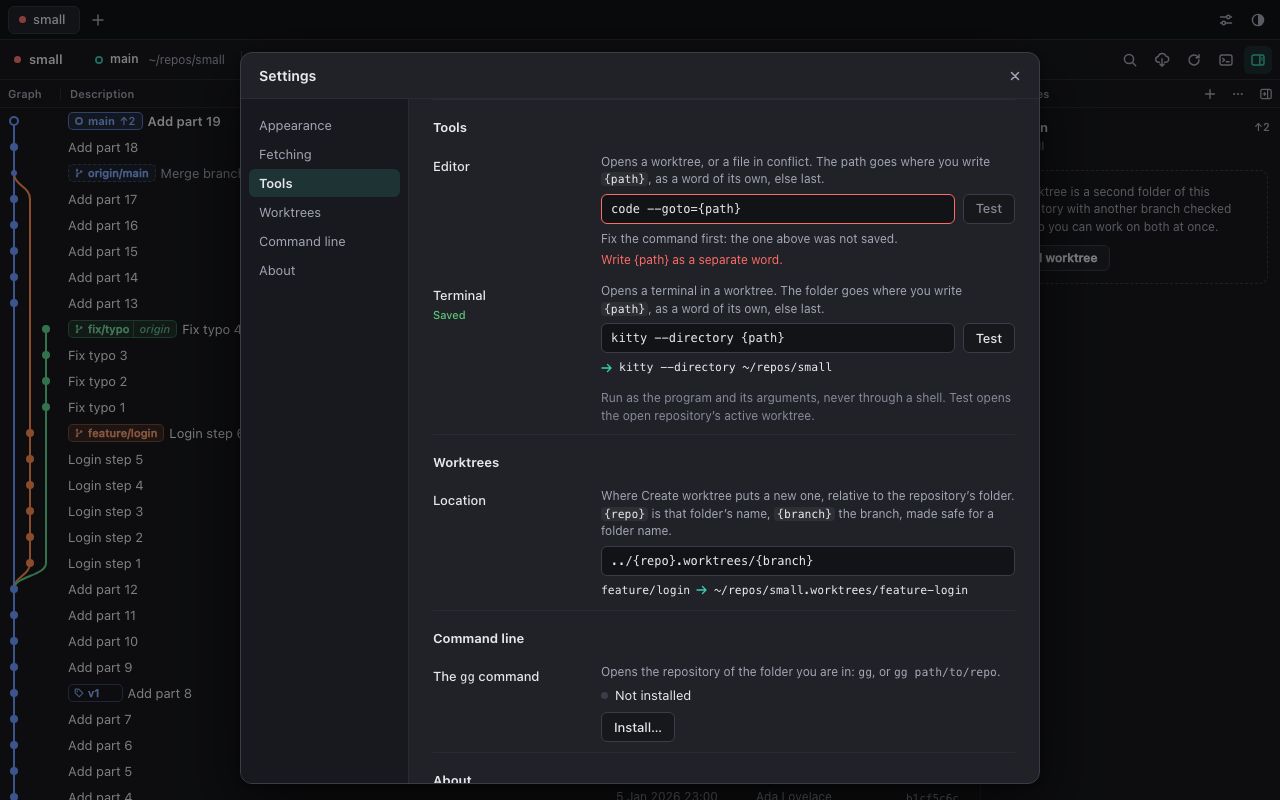 small
small
main ~/repos/small
Graph Description
main ↑2 Add part 19
Add part 18
origin/main Merge branch
Add part 17
Add part 16
Add part 15
Add part 14
Add part 13
fix/typo origin Fix typo 4
Fix typo 3
Fix typo 2
Fix typo 1
feature/login Login step 6
Login step 5
Login step 4
Login step 3
Login step 2
Login step 1
Add part 12
Add part 11
Add part 10
Add part 9
v1 Add part 8
Add part 7
Add part 6
Add part 5
Add part 4
Settings
Appearance
Fetching
Tools
Worktrees
Command line
About
Tools
Editor
Opens a worktree, or a file in conflict. The path goes where you write
{path}, as a word of its own, else last.
code --goto={path}
Test
Fix the command first: the one above was not saved.
Write {path} as a separate word.
Terminal
Saved
Opens a terminal in a worktree. The folder goes where you write
{path}, as a word of its own, else last.
kitty --directory {path}
Test
→ kitty --directory ~/repos/small
Run as the program and its arguments, never through a shell. Test opens
the open repository's active worktree.
Worktrees
Location
Where Create worktree puts a new one, relative to the repository's folder.
{repo} is that folder's name, {branch} the branch, made safe for a
folder name.
../{repo}.worktrees/{branch}
feature/login → ~/repos/small.worktrees/feature-login
Command line
The gg command
Opens the repository of the folder you are in: gg, or gg path/to/repo.
Not installed
Install...
About
↑2
is a second folder of this
with another branch checked
you can work on both at once.
worktree
5 Jan 2026 23:00 Ada Lovelace b1cf5c6c